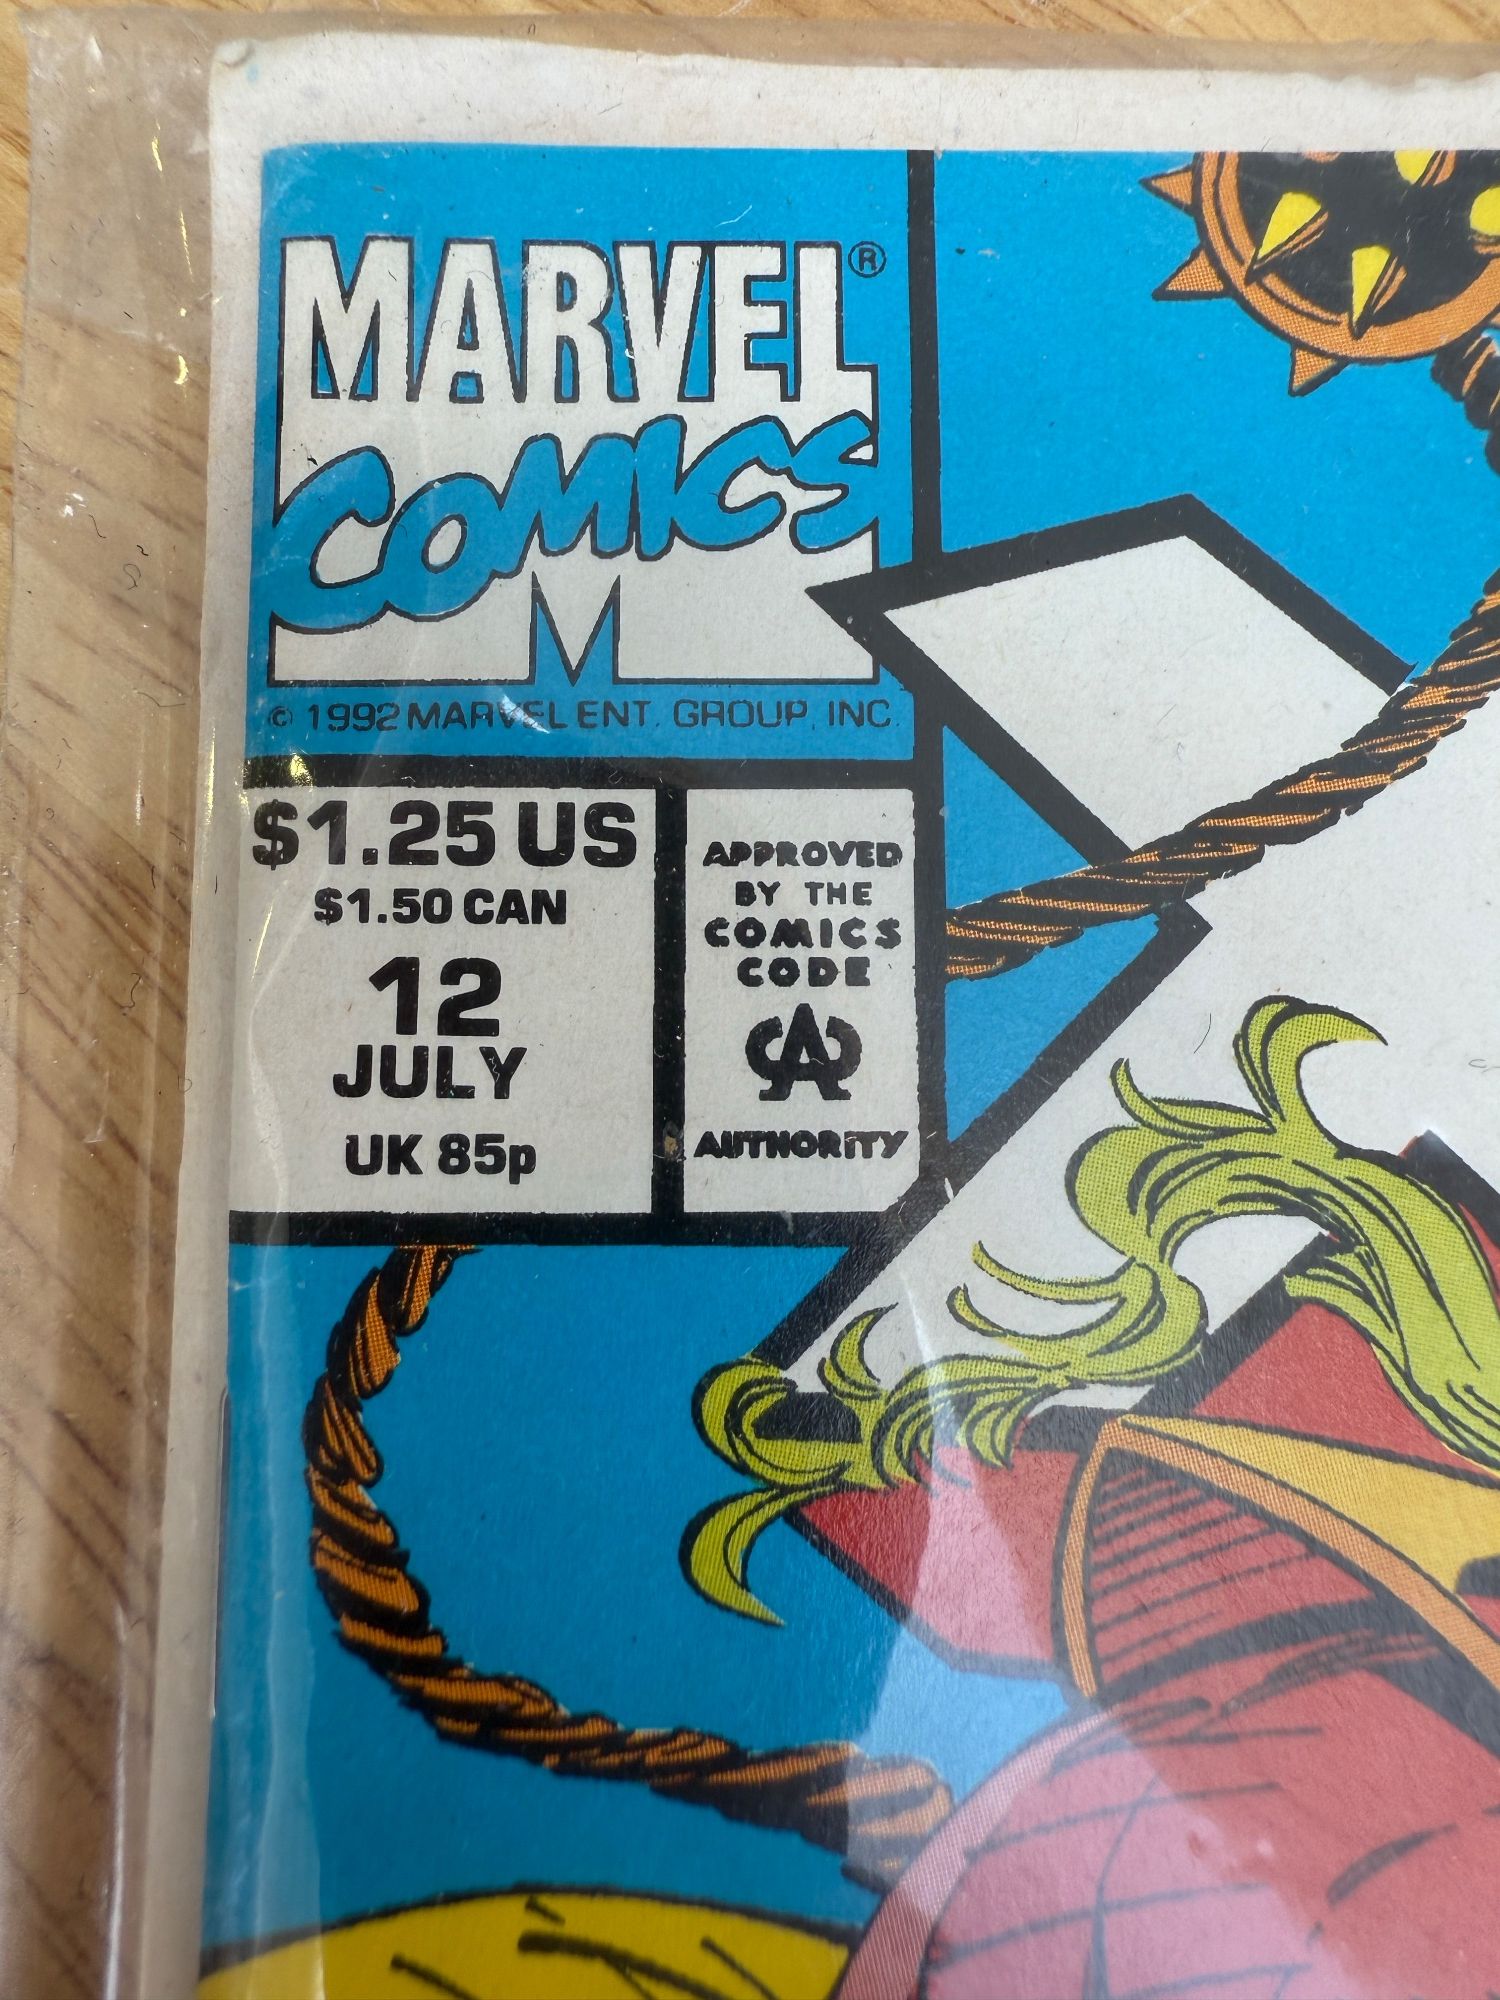 MARVEL®
COMICS
M
© 1992 MARVEL ENT. GROUP, INC.
$1.25 US
$1.50 CAN
12
JULY
UK 85p
APPROVED
BY THE
COMICS
CODE
CA
AUTHORITY